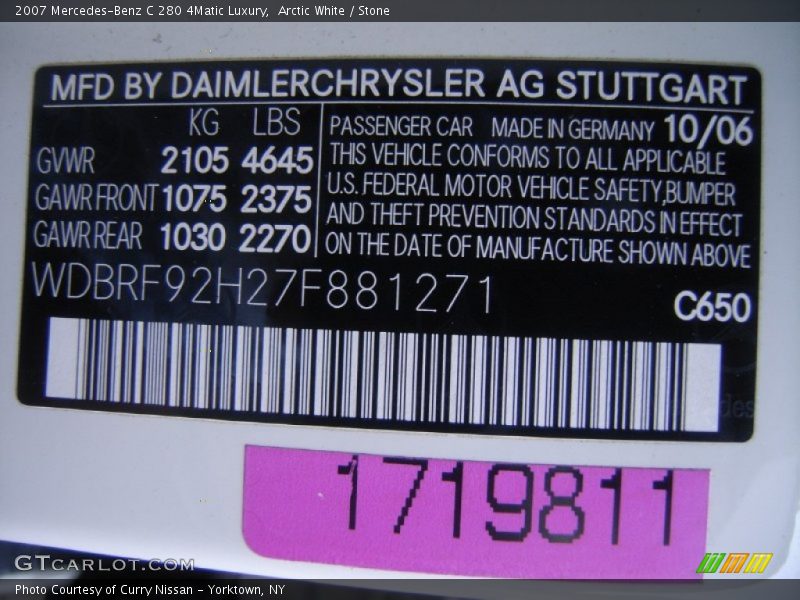 2007 Mercedes-Benz C 280 4Matic Luxury,  Arctic White / Stone
MFD BY DAIMLERCHRYSLER AG STUTTGART
KG LBS
GVWR 2105 4645
GAWR FRONT 1075 2375
GAWR REAR 1030 2270
PASSENGER CAR MADE IN GERMANY 10/06
THIS VEHICLE CONFORMS TO ALL APPLICABLE
U.S. FEDERAL MOTOR VEHICLE SAFETY, BUMPER
AND THEFT PREVENTION STANDARDS IN EFFECT
ON THE DATE OF MANUFACTURE SHOWN ABOVE
WDBRF92H27F881271
C650
1719811
GTCARLOT.COM
Photo Courtesy of Curry Nissan - Yorktown, NY